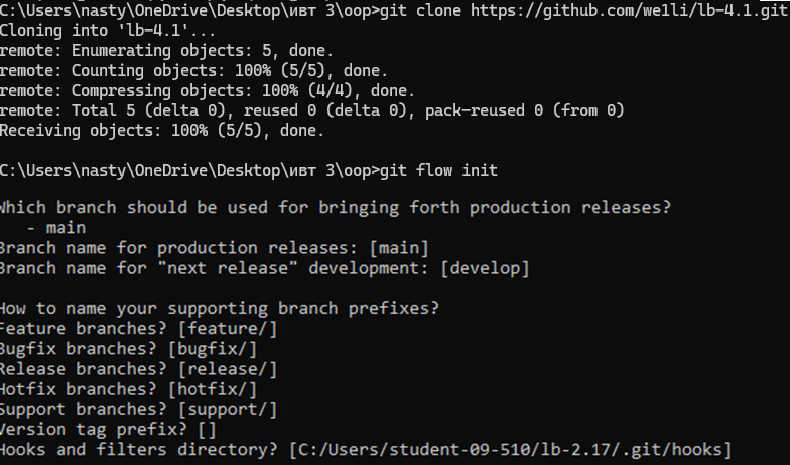 C:\Users\nasty\OneDrive\Desktop\ивт 3\oop>git clone https://github.com/we1li/lb-4.1.git
Cloning into 'lb-4.1'...
remote: Enumerating objects: 5, done.
remote: Counting objects: 100% (5/5), done.
remote: Compressing objects: 100% (4/4), done.
remote: Total 5 (delta 0), reused 0 (delta 0), pack-reused 0 (from 0)
Receiving objects: 100% (5/5), done.
C:\Users\nasty\OneDrive\Desktop\ивт 3\oop>git flow init
Which branch should be used for bringing forth production releases?
- main
Branch name for production releases: [main]
Branch name for "next release" development: [develop]
How to name your supporting branch prefixes?
Feature branches? [feature/]
Bugfix branches? [bugfix/]
Release branches? [release/]
Hotfix branches? [hotfix/]
Support branches? [support/]
Version tag prefix? []
Hooks and filters directory? [C:/Users/student-09-510/lb-2.17/.git/hooks]